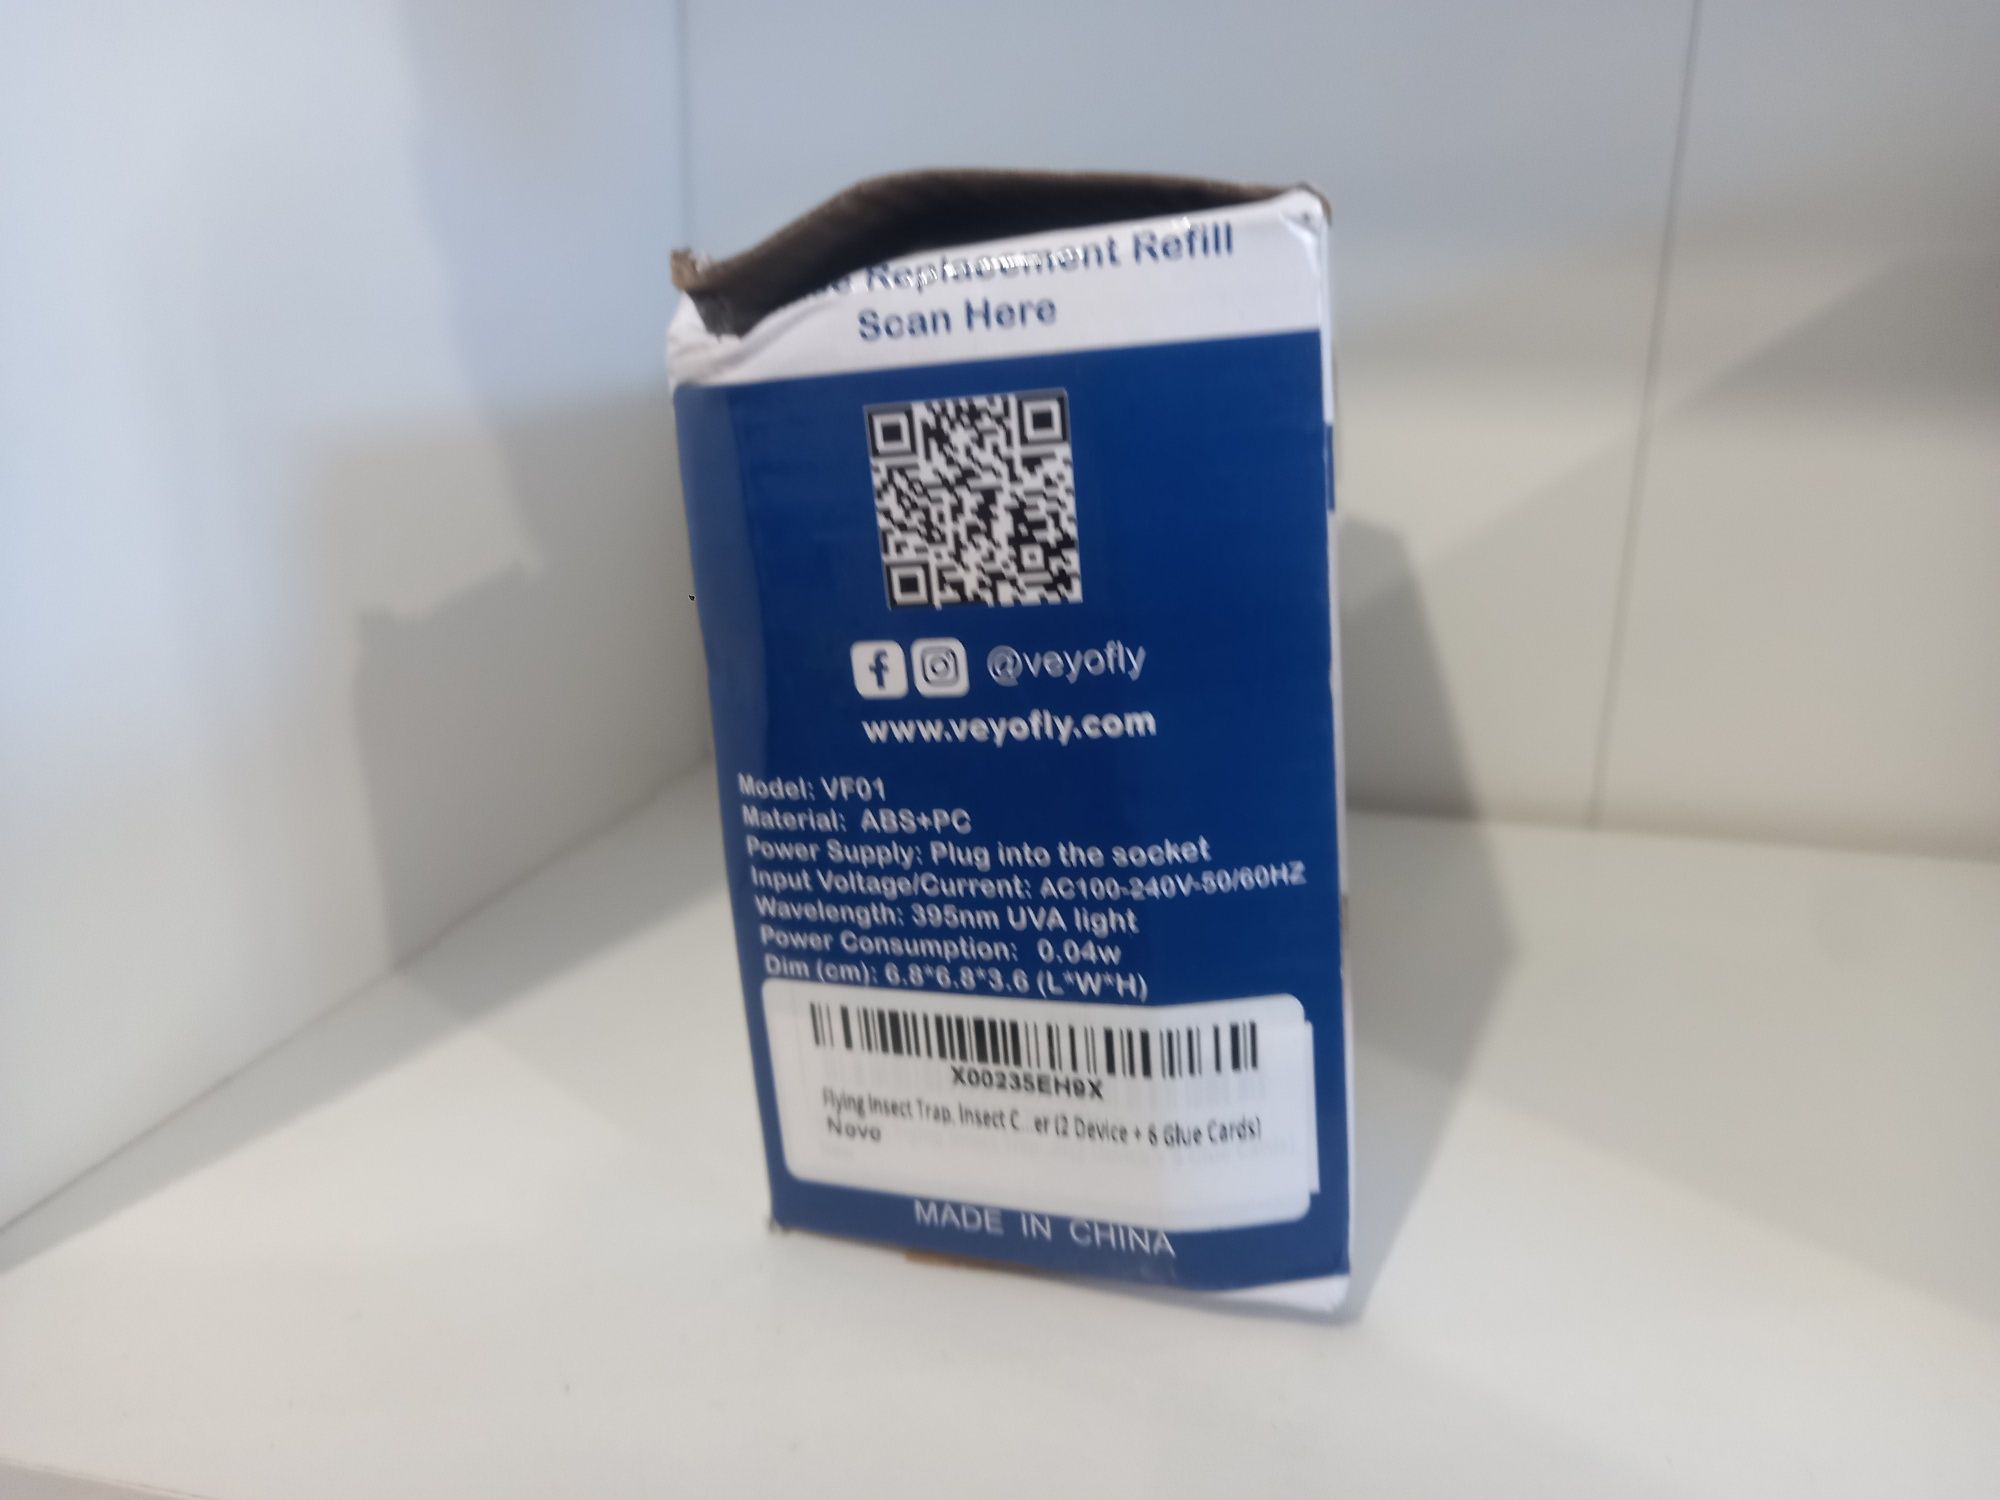 Replacement Refill
Scan Here
@veyofly
www.veyofly.com
Model: VF01
Material: ABS+PC
Power Supply: Plug into the socket
Input Voltage/Current: AC100-240V-50/60HZ
Wavelength: 395nm UVA light
Power Consumption: 0.04w
Dim (cm): 6.8*6.8*3.6 (L*W*H)
X00235EH9X
Flying Insect Trap, Insect C...er (2 Device + 6 Glue Cards)
Novo
MADE IN CHINA